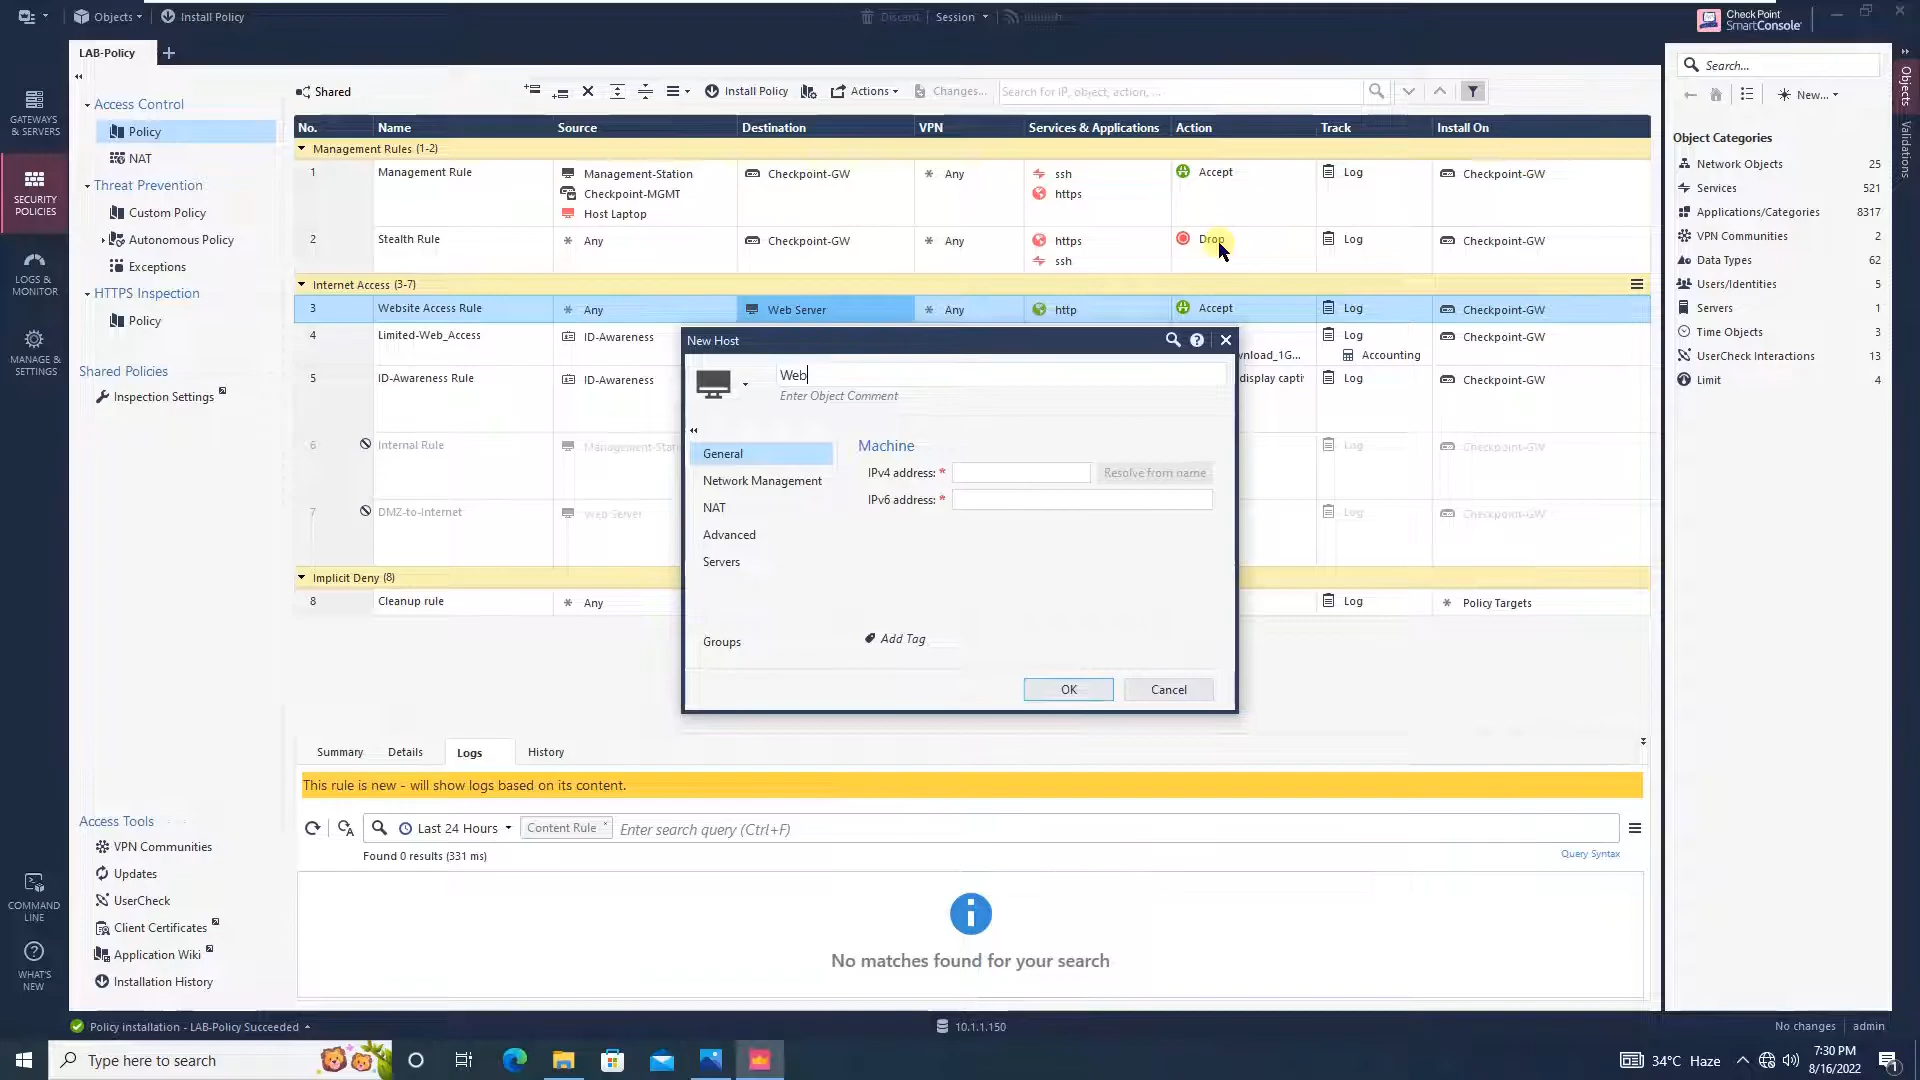 Objects
Install Policy
Discard
Session
Check Point
SmartConsole
LAB-Policy
GATEWAYS
& SERVERS
SECURITY
POLICIES
LOGS &
MONITOR
MANAGE &
SETTINGS
COMMAND
LINE
WHAT'S
NEW
Access Control
Policy
NAT
Threat Prevention
Custom Policy
Autonomous Policy
Exceptions
HTTPS Inspection
Policy
Shared Policies
Inspection Settings
Access Tools
VPN Communities
Updates
UserCheck
Client Certificates
Application Wiki
Installation History
Shared
Install Policy
Actions
Changes...
Search for IP, object, action, ...
No. Name Source Destination VPN Services & Applications Action Track Install On
Management Rules (1-2)
1 Management Rule Management-Station Checkpoint-GW Any ssh Accept Log Checkpoint-GW
Checkpoint-MGMT https
Host Laptop
2 Stealth Rule Any Checkpoint-GW Any https Drop Log Checkpoint-GW
ssh
Internet Access (3-7)
3 Website Access Rule Any Web Server Any http Accept Log Checkpoint-GW
4 Limited-Web_Access ID-Awareness Log Checkpoint-GW
wnload_1G... Accounting
5 ID-Awareness Rule ID-Awareness display capti Log Checkpoint-GW
6 Internal Rule Management-Stati Log Checkpoint-GW
7 DMZ-to-Internet Web Server Log Checkpoint-GW
Implicit Deny (8)
8 Cleanup rule Any Log Policy Targets
New Host
Web
Enter Object Comment
General
Network Management
NAT
Advanced
Servers
Groups
Machine
IPv4 address: * Resolve from name
IPv6 address: *
Add Tag
OK Cancel
Summary Details Logs History
This rule is new - will show logs based on its content.
Last 24 Hours Content Rule Enter search query (Ctrl+F)
Found 0 results (331 ms)
Query Syntax
No matches found for your search
Search...
New...
Object Categories
Network Objects 25
Services 521
Applications/Categories 8317
VPN Communities 2
Data Types 62
Users/Identities 5
Servers 1
Time Objects 3
UserCheck Interactions 13
Limit 4
Objects
Validations
Policy installation - LAB-Policy Succeeded
10.1.1.150
No changes admin
Type here to search
34°C Haze
7:30 PM
8/16/2022
1